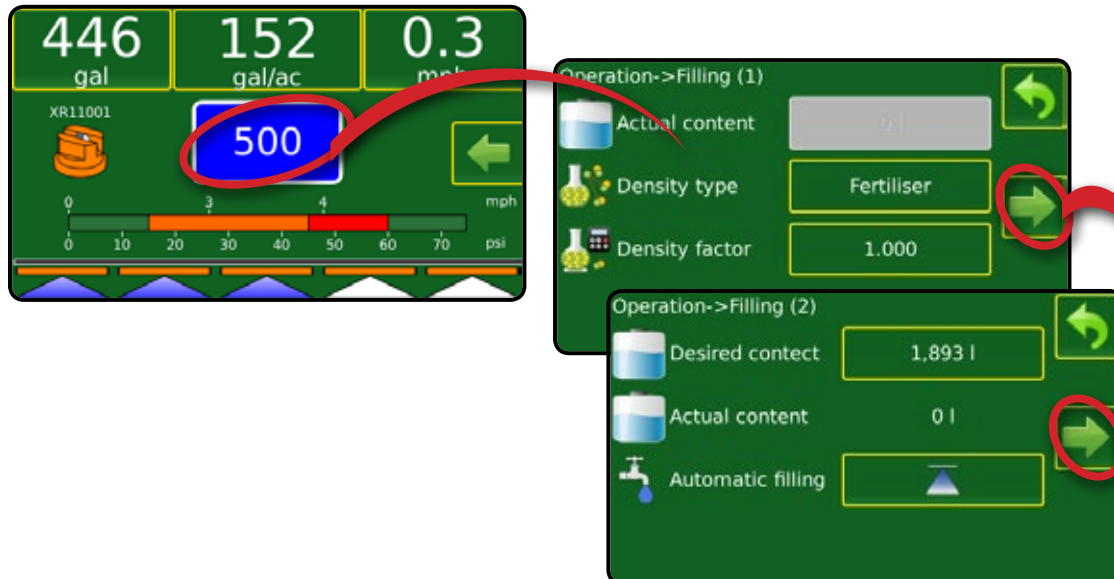 446 152 0.3
gal gal/ac mph
XR11001
500
0 3 4 mph
0 10 20 30 40 50 60 70 psi
Operation->Filling (1)
Actual content 0 l
Density type Fertiliser
Density factor 1.000
Operation->Filling (2)
Desired contect 1,893 l
Actual content 0 l
Automatic filling